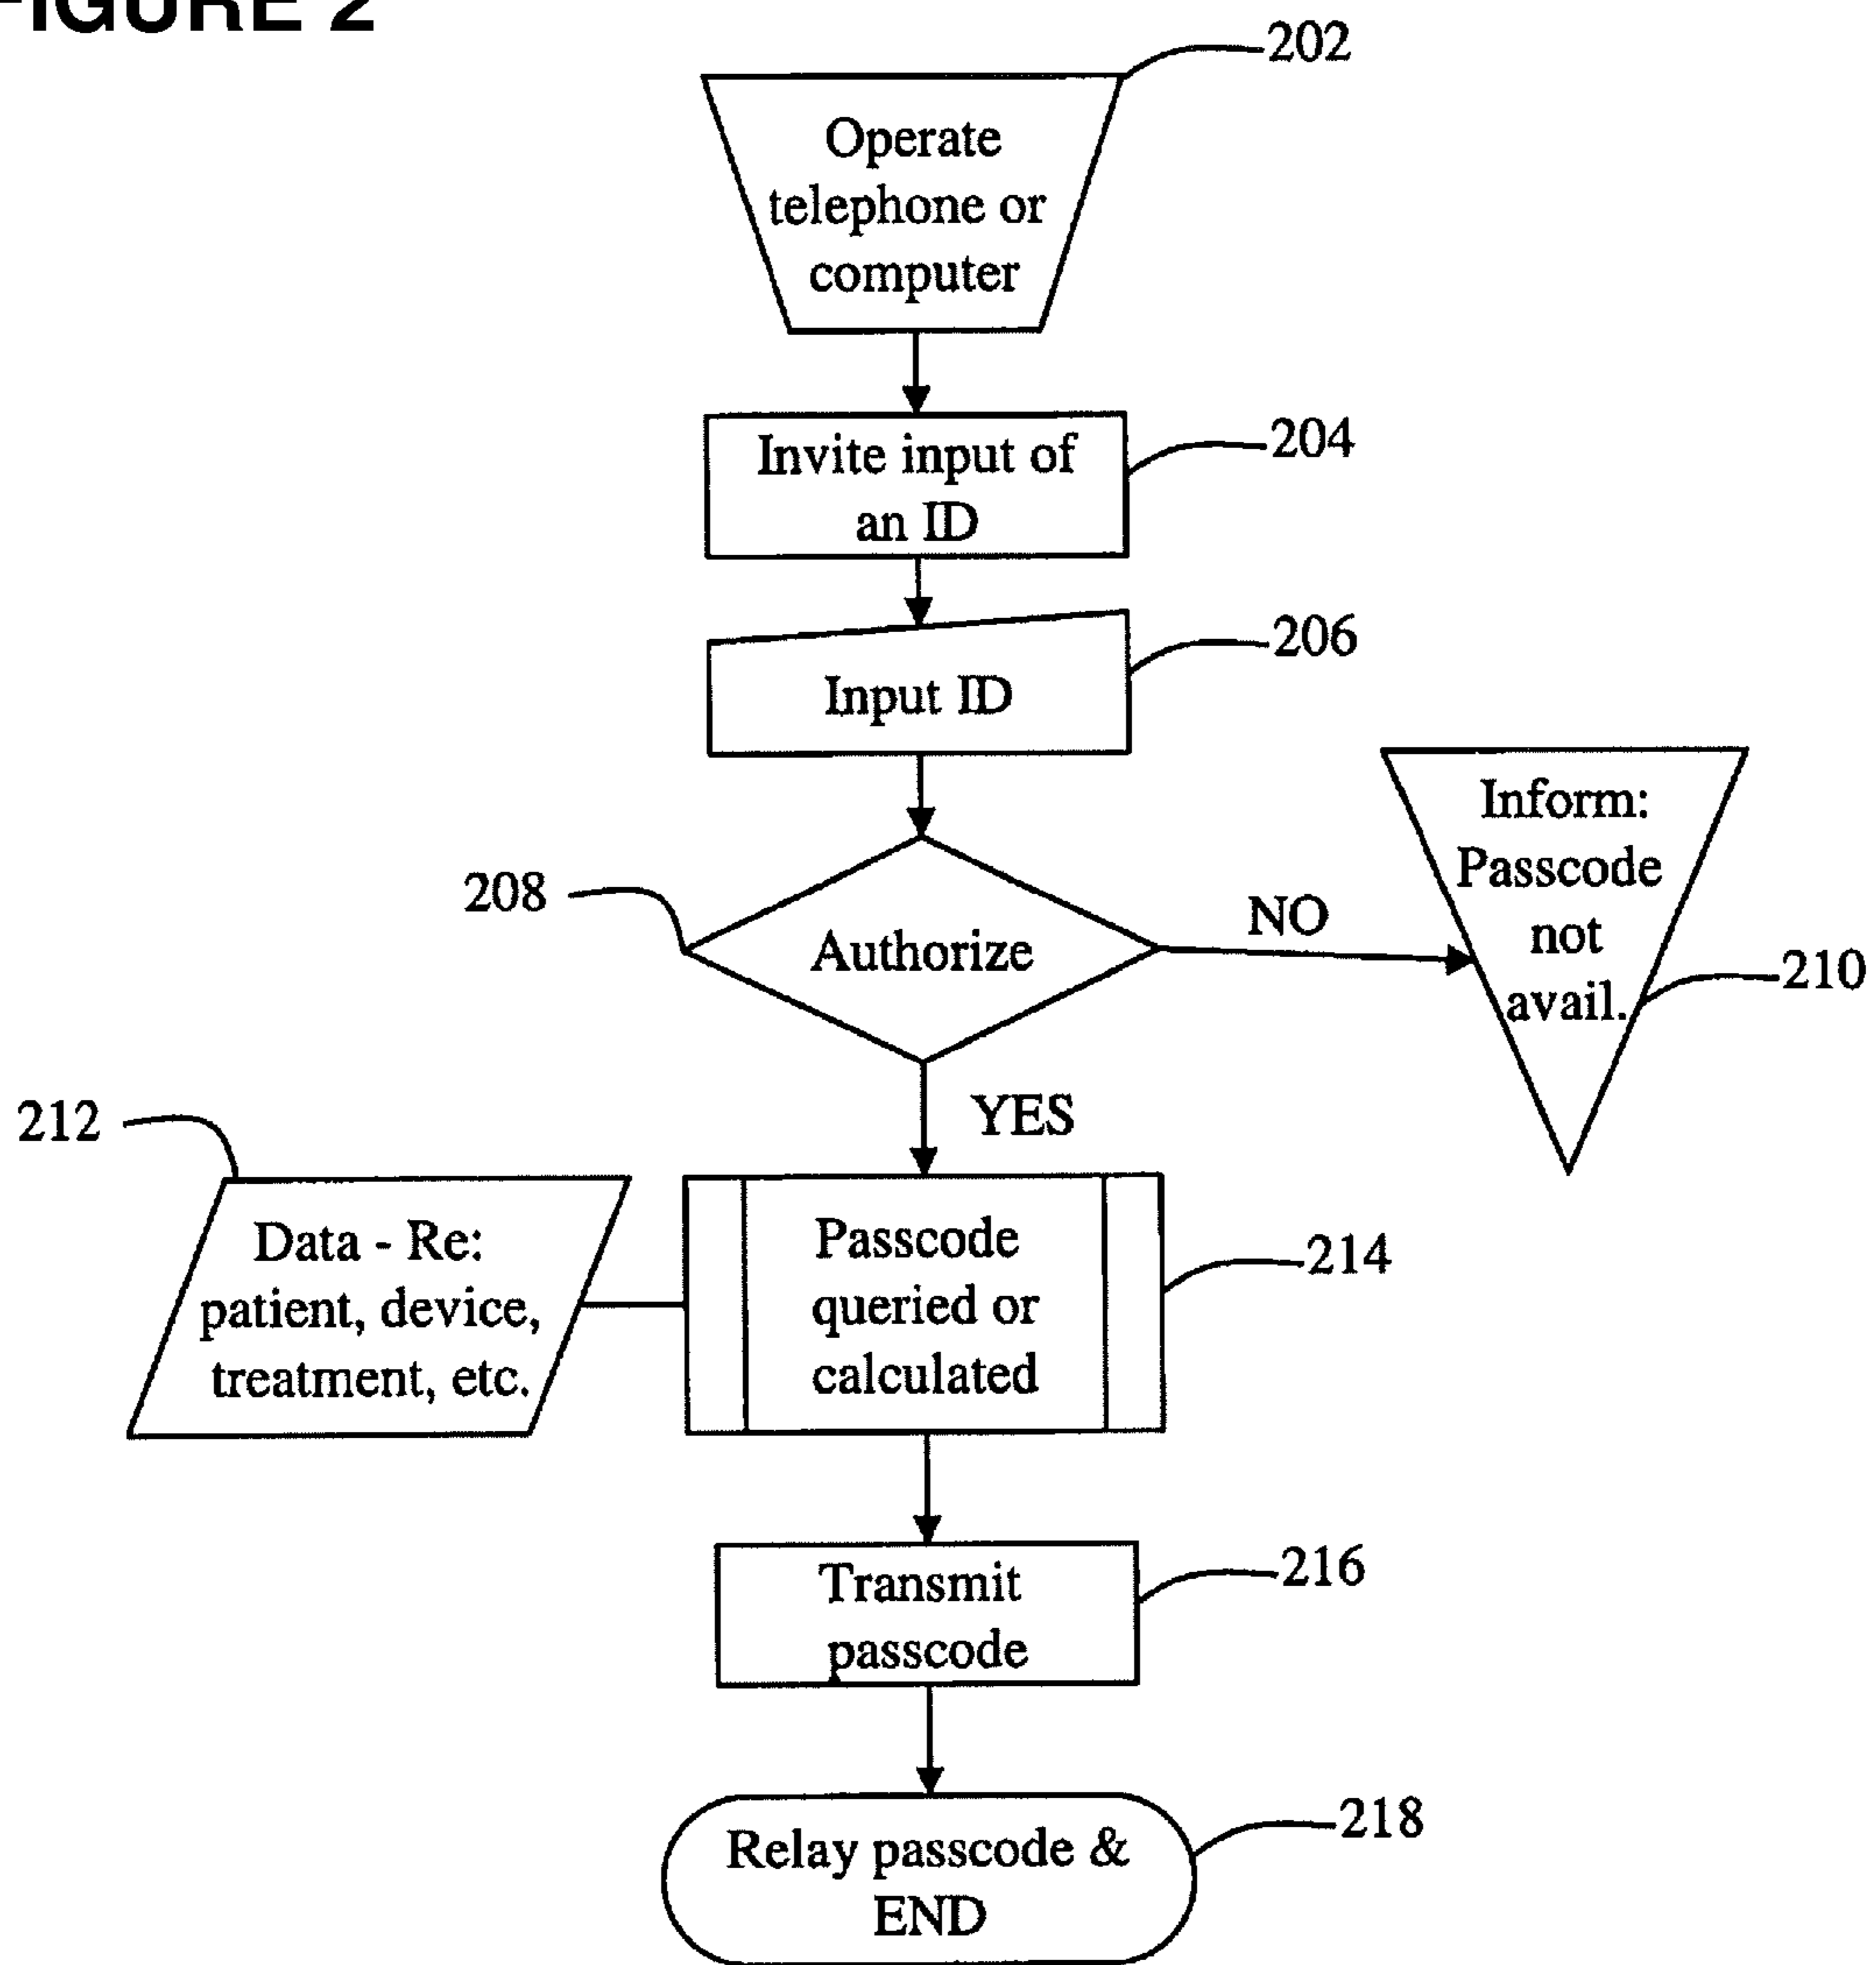 FIGURE 2
202
Operate
telephone or
computer
Invite input of
an ID
204
Input ID
206
208
Authorize
NO
Inform:
Passcode
not
avail.
210
YES
212
Data - Re:
patient, device,
treatment, etc.
Passcode
queried or
calculated
214
Transmit
passcode
216
Relay passcode &
END
218